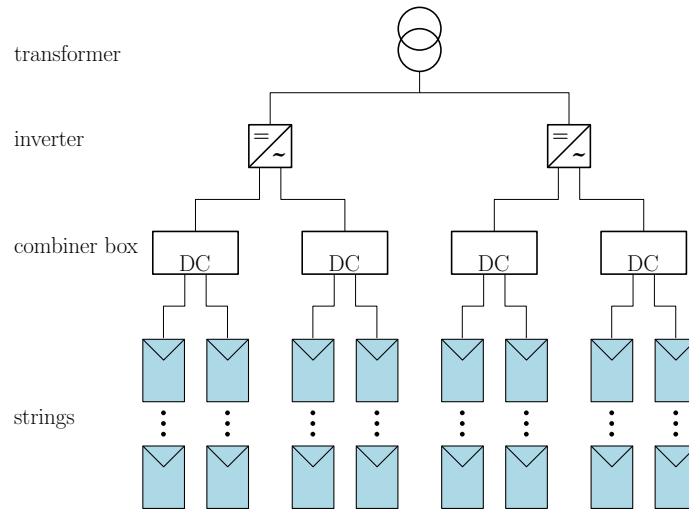 transformer
inverter
= ~ = ~
combiner box
DC DC DC DC
strings